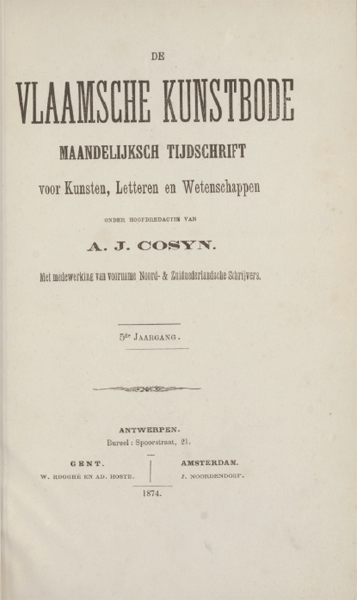 DE
VLAAMSCHE KUNSTBODE
MAANDELIJKSCH TIJDSCHRIFT
voor Kunsten, Letteren en Wetenschappen
ONDER HOOFDREDACTIE VAN
A. J. COSYN.
Met medewerking van voorname Noord- & Zuidnederlandsche Schrijvers.
5de JAARGANG.
ANTWERPEN.
Bureel: Spoorstraat, 21.
GENT.
W. ROGGHÉ EN AD. HOSTE.
AMSTERDAM.
J. NOORDENDORP.
1874.